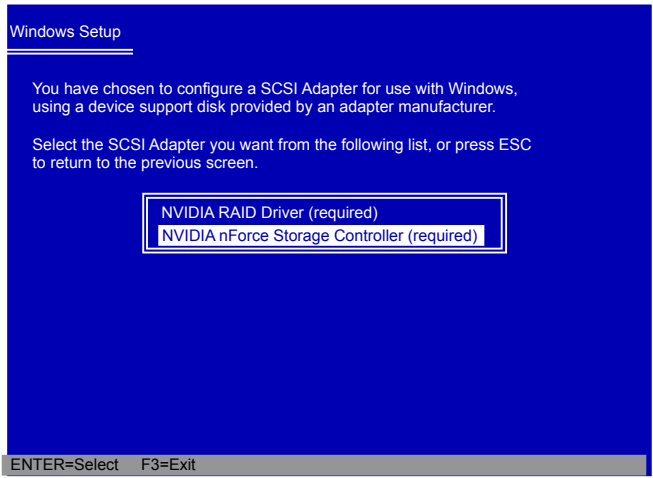 Windows Setup
You have chosen to configure a SCSI Adapter for use with Windows,
using a device support disk provided by an adapter manufacturer.
Select the SCSI Adapter you want from the following list, or press ESC
to return to the previous screen.
NVIDIA RAID Driver (required)
NVIDIA nForce Storage Controller (required)
ENTER=Select F3=Exit